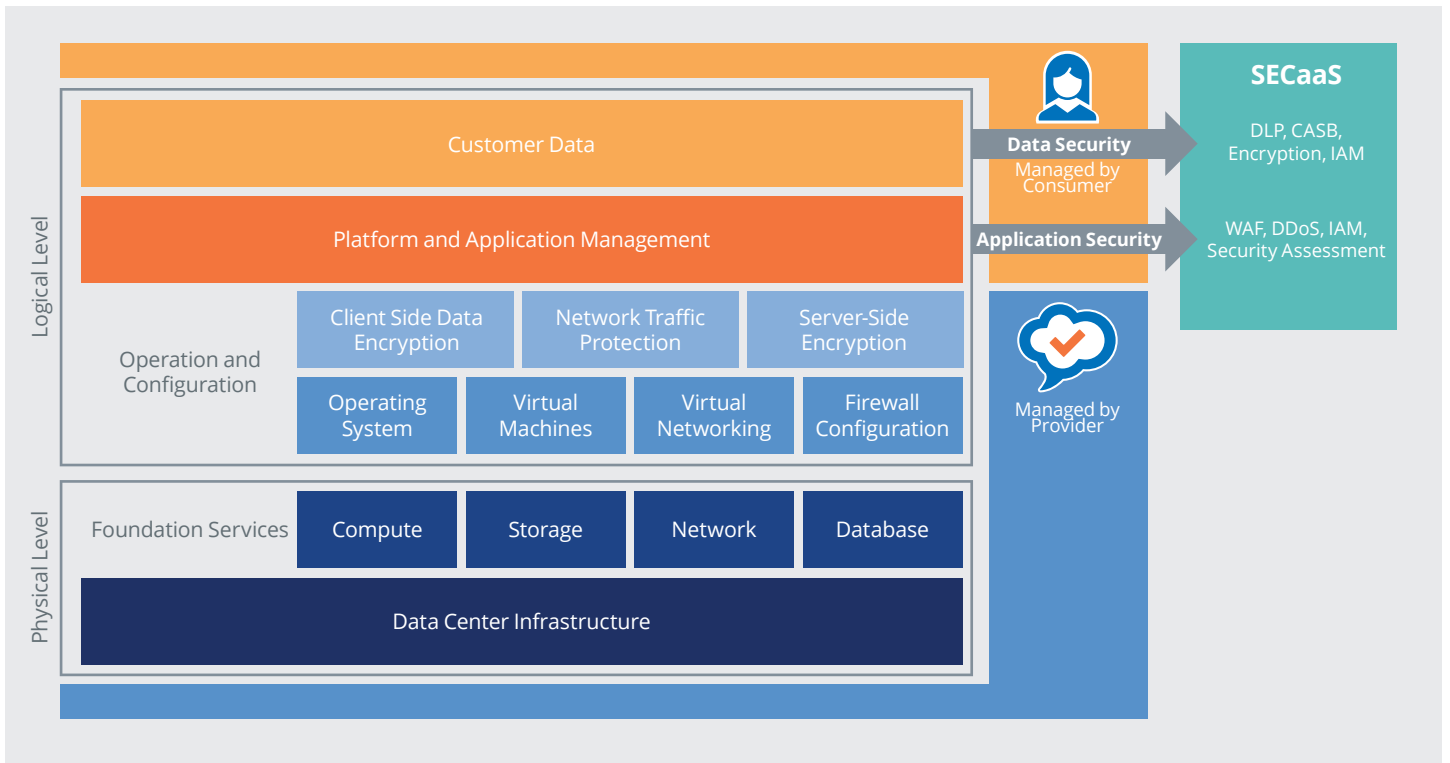 SECaaS
DLP, CASB,
Encryption, IAM
WAF, DDoS, IAM,
Security Assessment
Logical Level
Customer Data
Data Security
Managed by
Consumer
Platform and Application Management
Application Security
Operation and
Configuration
Client Side Data
Encryption
Network Traffic
Protection
Server-Side
Encryption
Operating
System
Virtual
Machines
Virtual
Networking
Firewall
Configuration
Managed by
Provider
Physical Level
Foundation Services
Compute
Storage
Network
Database
Data Center Infrastructure